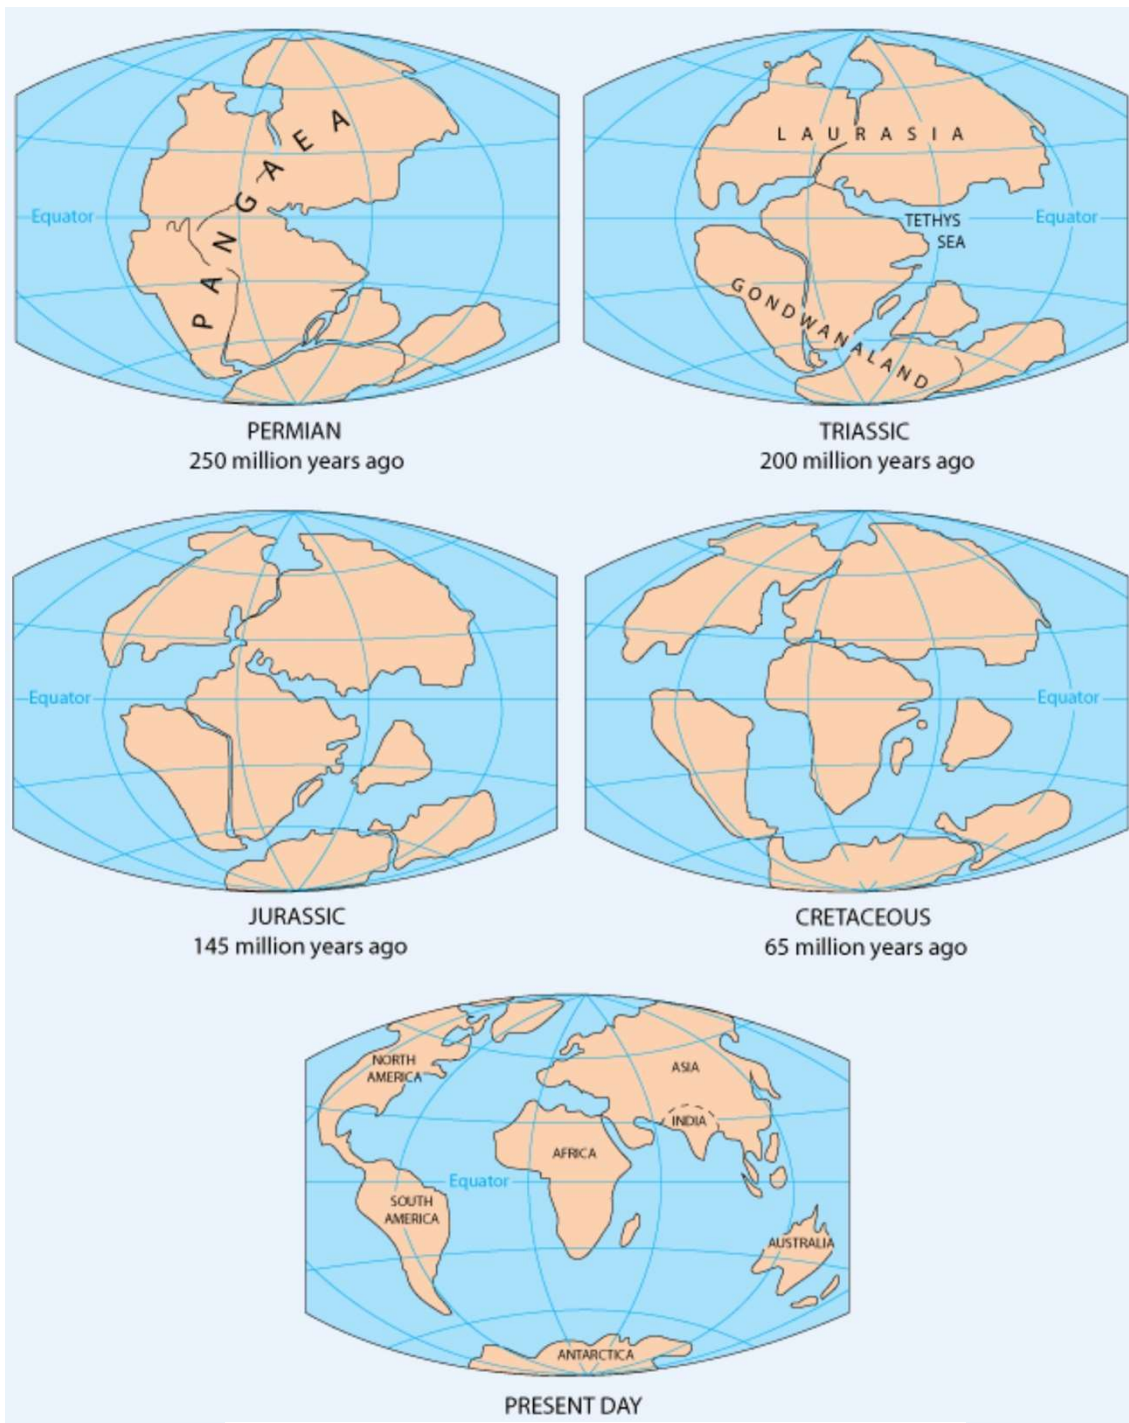 PANGAEA
Equator
PERMIAN
250 million years ago
LAURASIA
TETHYS
SEA
Equator
GONDWANALAND
TRIASSIC
200 million years ago
Equator
JURASSIC
145 million years ago
Equator
CRETACEOUS
65 million years ago
NORTH
AMERICA
ASIA
INDIA
AFRICA
Equator
SOUTH
AMERICA
AUSTRALIA
ANTARCTICA
PRESENT DAY